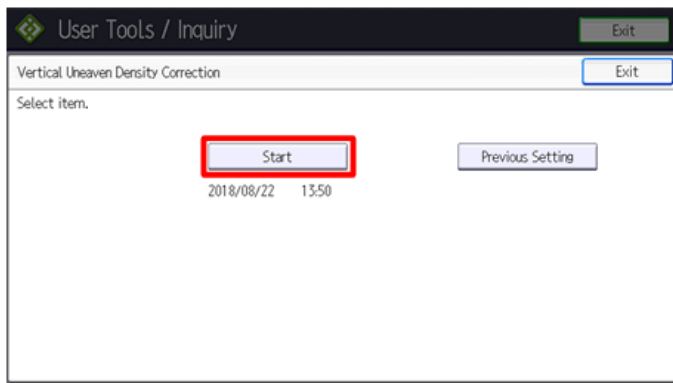 User Tools / Inquiry
Exit
Vertical Uneaven Density Correction
Exit
Select item.
Start
Previous Setting
2018/08/22 13:50